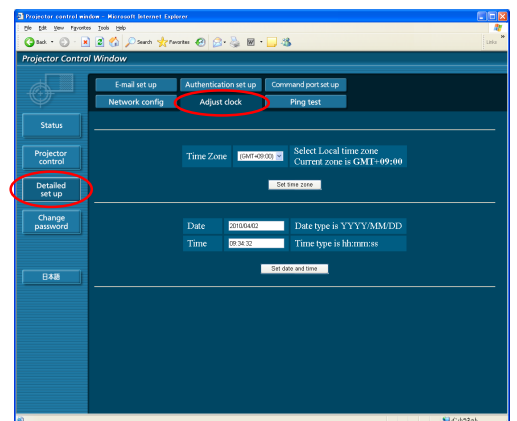 Projector control window - Microsoft Internet Explorer
File Edit View Favorites Tools Help
Back Search Favorites Links
Projector Control Window
E-mail set up Authentication set up Command port set up
Network config Adjust clock Ping test
Status
Projector control
Detailed set up
Change password
日本語
Time Zone (GMT+09:00) Select Local time zone
Current zone is GMT+09:00
Set time zone
Date 2010/04/02 Date type is YYYY/MM/DD
Time 09:34:32 Time type is hh:mm:ss
Set date and time